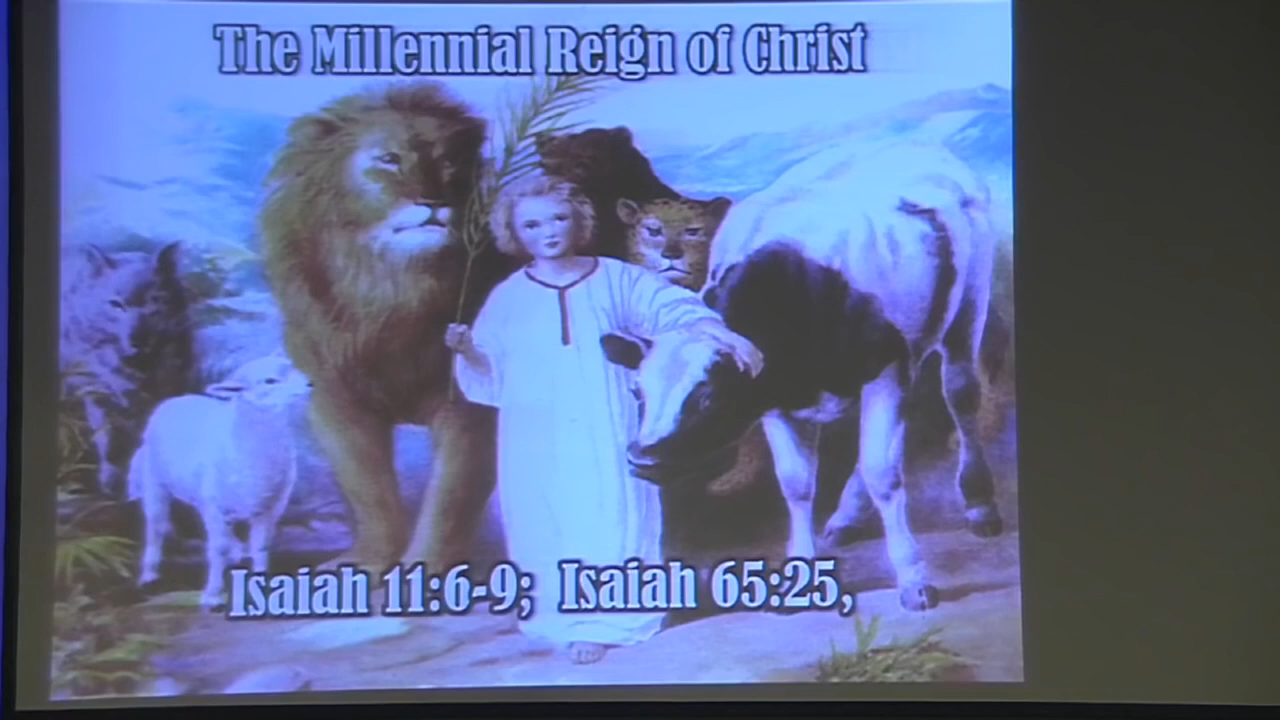 The Millennial Reign of Christ
Isaiah 11:6-9; Isaiah 65:25,